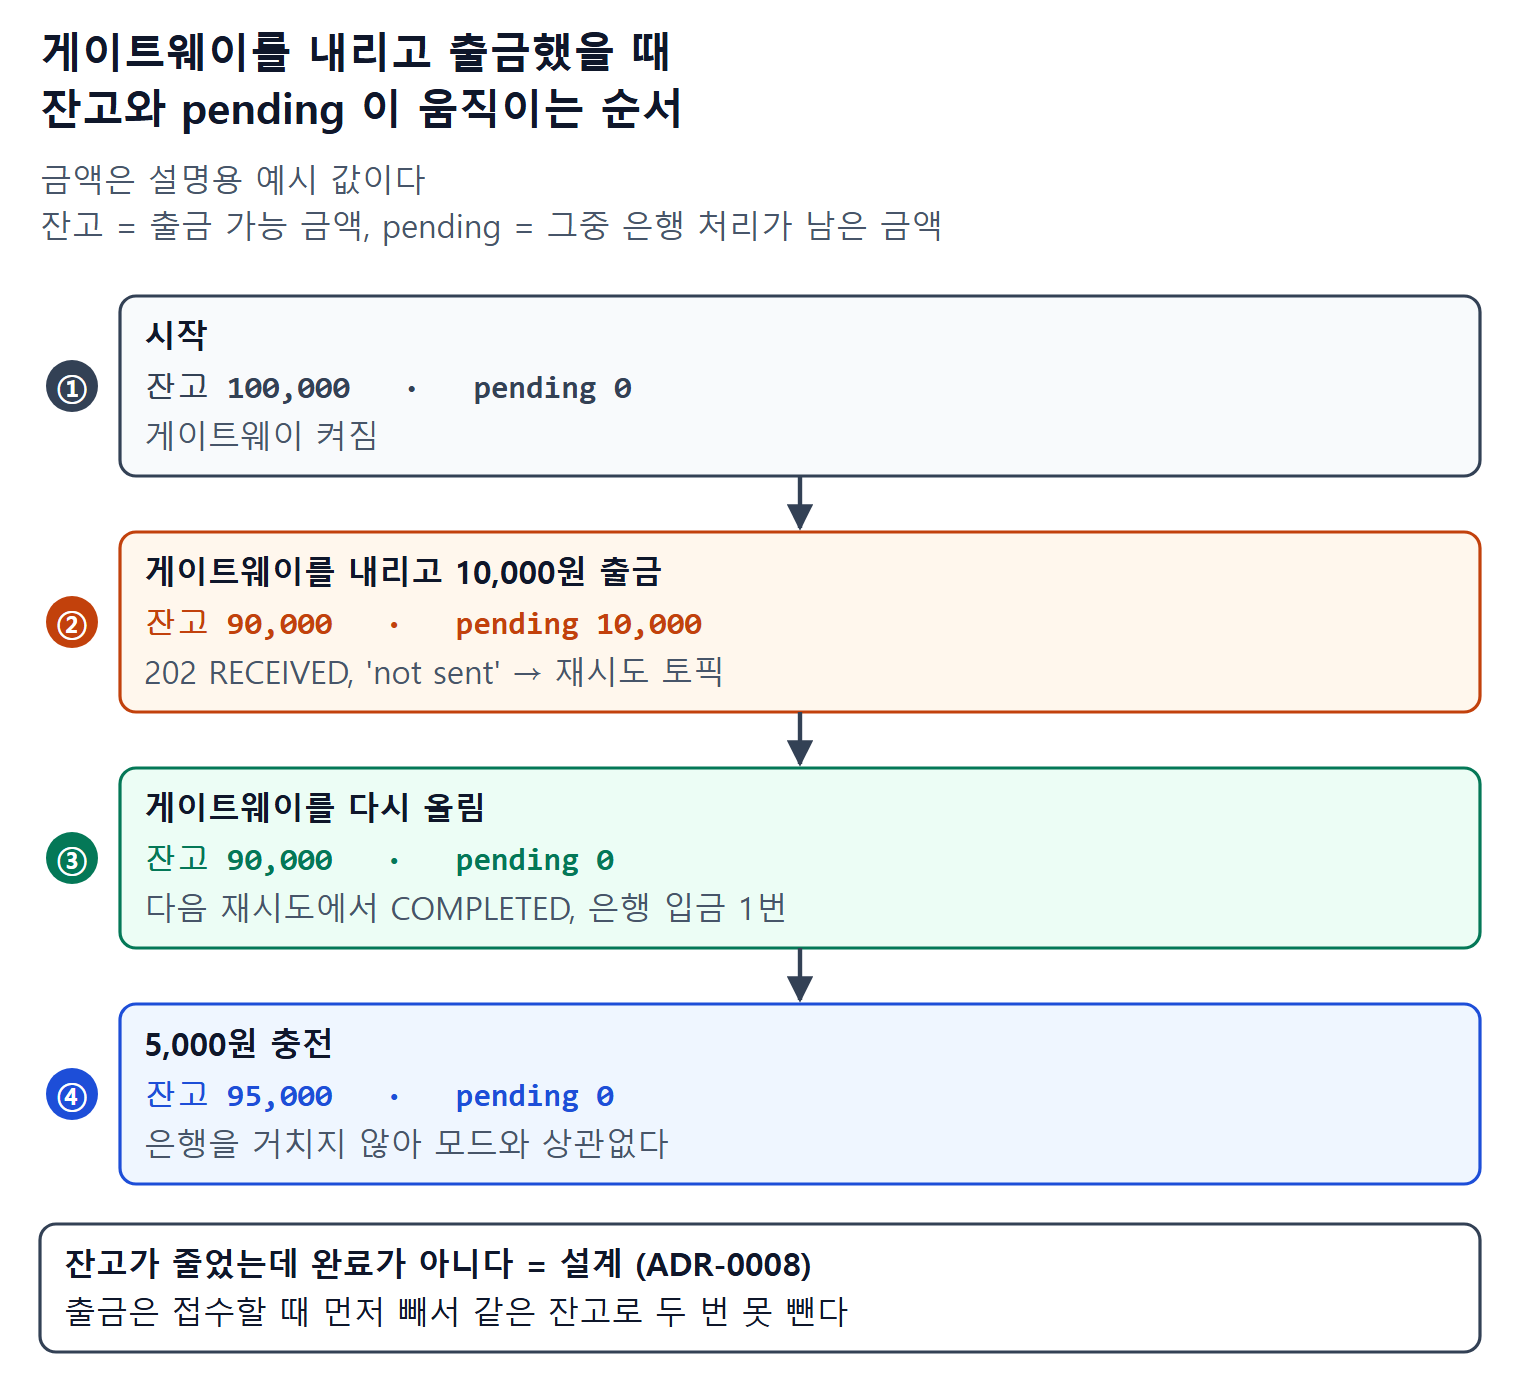 게이트웨이를 내리고 출금했을 때
잔고와 pending 이 움직이는 순서
금액은 설명용 예시 값이다
잔고 = 출금 가능 금액, pending = 그중 은행 처리가 남은 금액
시작
① 잔고 100,000 · pending 0
게이트웨이 켜짐
게이트웨이를 내리고 10,000원 출금
② 잔고 90,000 · pending 10,000
202 RECEIVED, 'not sent' → 재시도 토픽
게이트웨이를 다시 올림
③ 잔고 90,000 · pending 0
다음 재시도에서 COMPLETED, 은행 입금 1번
5,000원 충전
④ 잔고 95,000 · pending 0
은행을 거치지 않아 모드와 상관없다
잔고가 줄었는데 완료가 아니다 = 설계 (ADR-0008)
출금은 접수할 때 먼저 빼서 같은 잔고로 두 번 못 뺀다